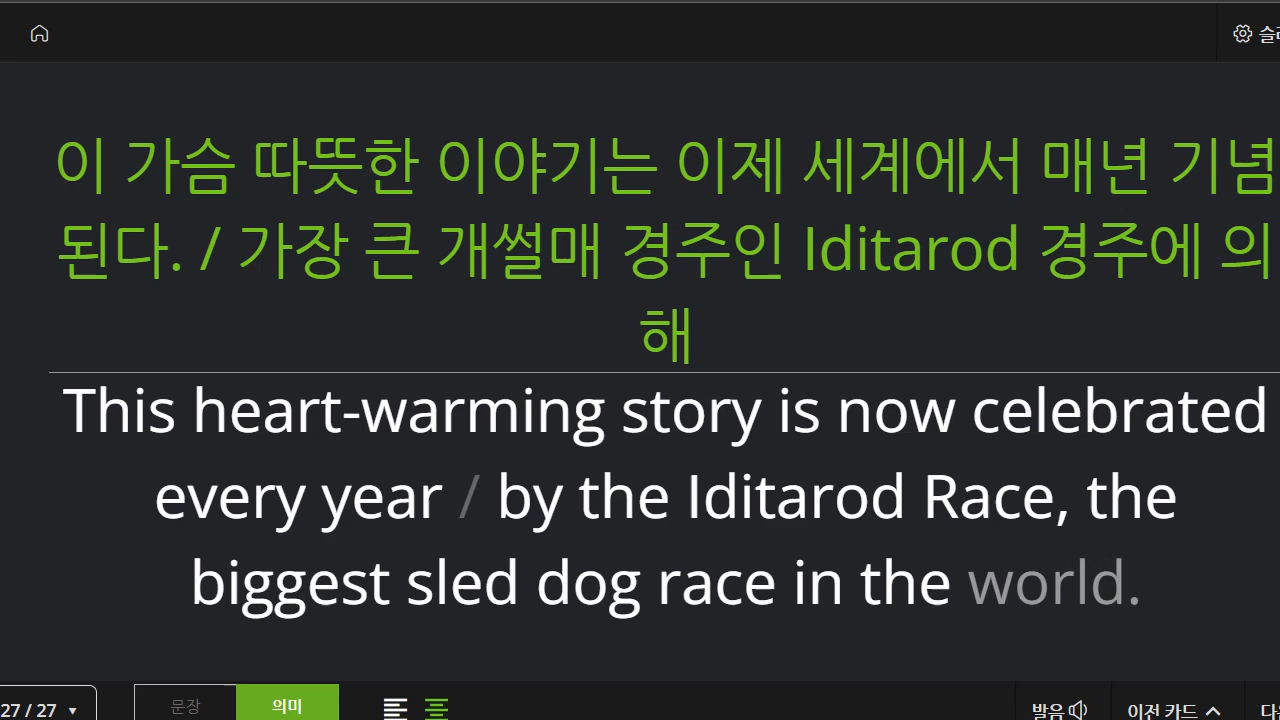 이 가슴 따뜻한 이야기는 이제 세계에서 매년 기념
된다. / 가장 큰 개썰매 경주인 Iditarod 경주에 의
해
This heart-warming story is now celebrated
every year / by the Iditarod Race, the
biggest sled dog race in the world.
27 / 27
문장
의미
발음
이전 카드